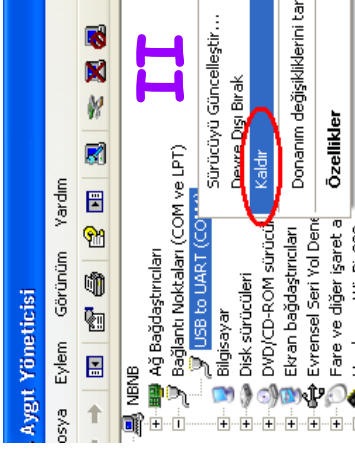 Aygıt Yöneticisi
osya Eylem Görünüm Yardım
II
NBNB
Ağ Bağdaştırıcıları
Bağlantı Noktaları (COM ve LPT)
USB to UART (COM
Bilgisayar
Disk sürücüleri
DVD/CD-ROM sürücül
Ekran bağdaştırıcıları
Evrensel Seri Yol Dene
Fare ve diğer işaret a
Sürücüyü Güncelleştir...
Devre Dışı Bırak
Kaldır
Donanım değişikliklerini tar
Özellikler